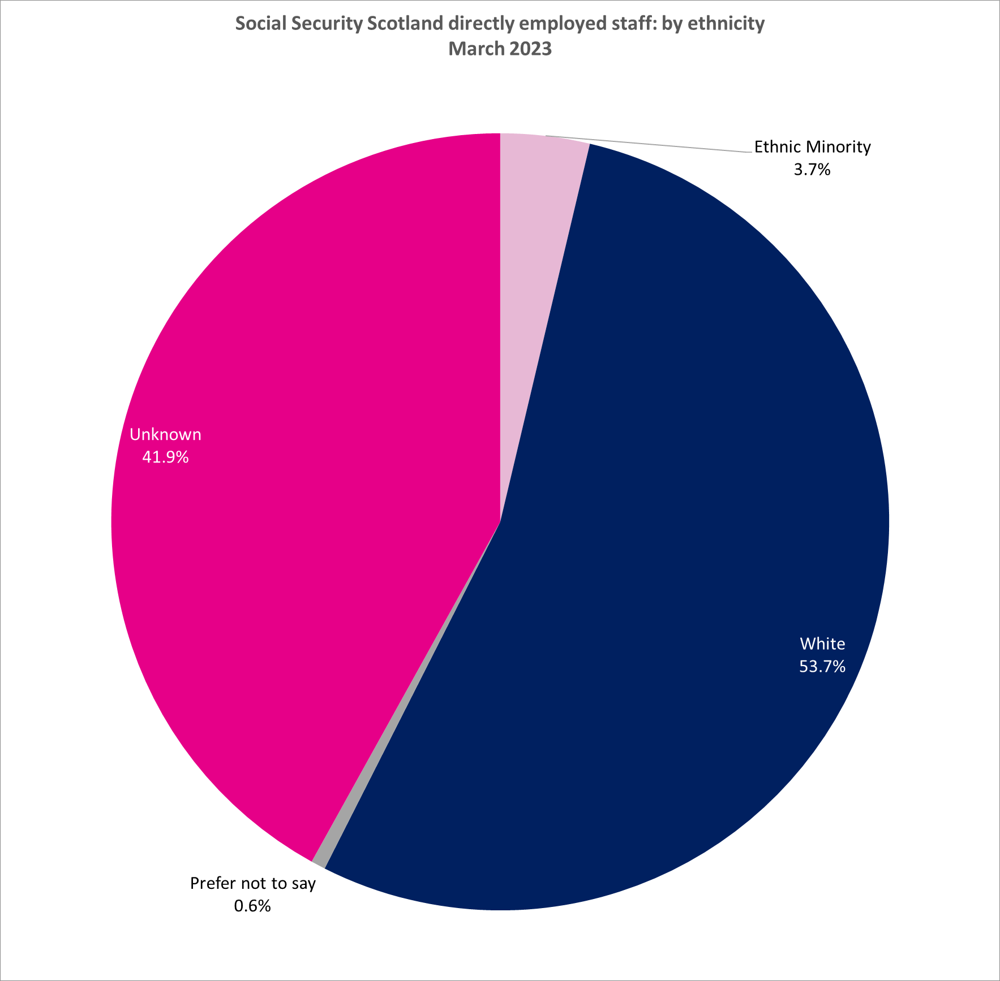 Social Security Scotland directly employed staff: by ethnicity
March 2023
Ethnic Minority
3.7%
Unknown
41.9%
White
53.7%
Prefer not to say
0.6%